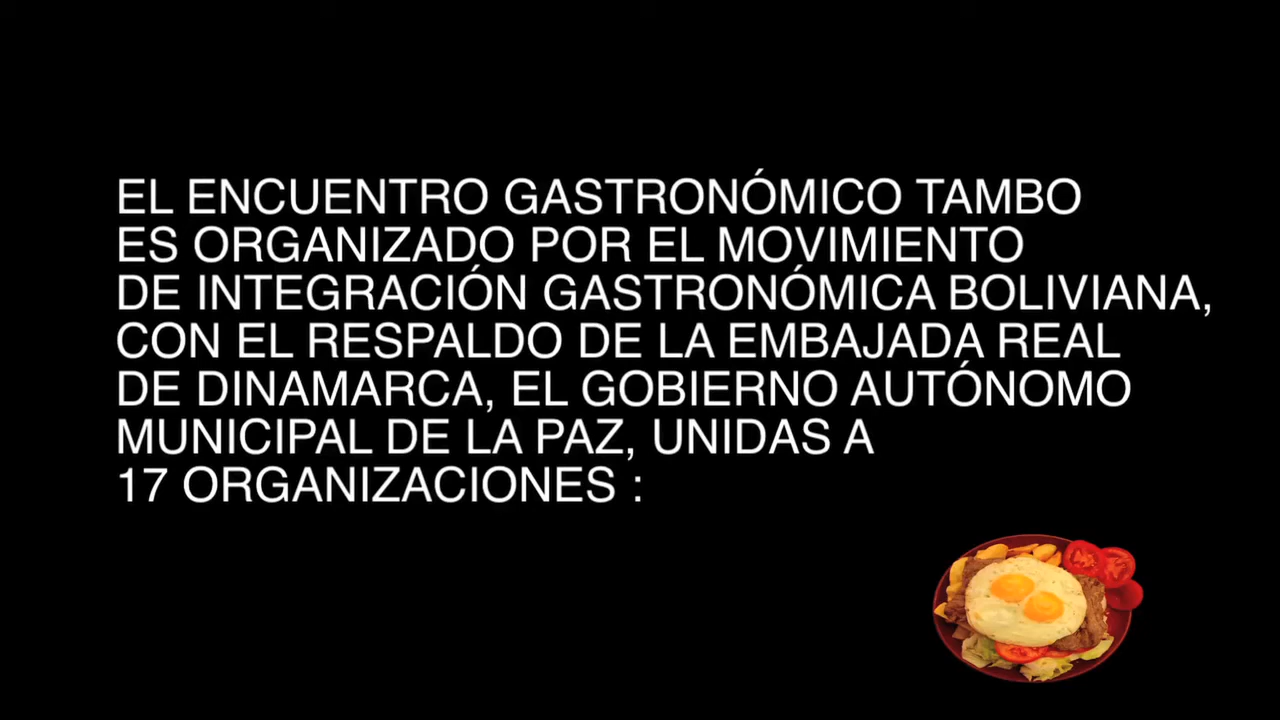 EL ENCUENTRO GASTRONÓMICO TAMBO
ES ORGANIZADO POR EL MOVIMIENTO
DE INTEGRACIÓN GASTRONÓMICA BOLIVIANA,
CON EL RESPALDO DE LA EMBAJADA REAL
DE DINAMARCA, EL GOBIERNO AUTÓNOMO
MUNICIPAL DE LA PAZ, UNIDAS A
17 ORGANIZACIONES :